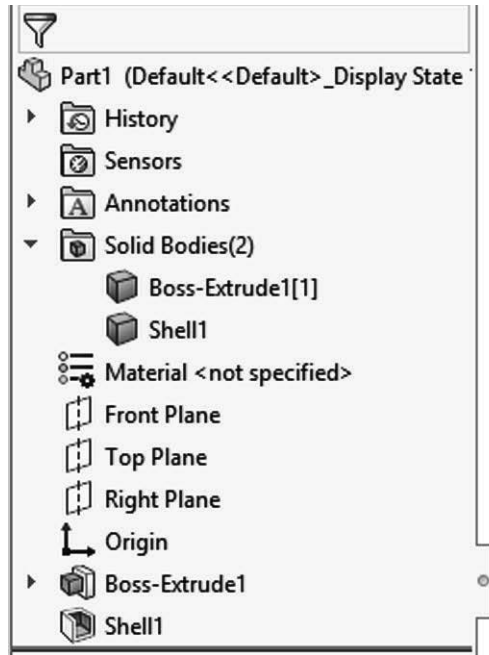 Part1 (Default<<Default>_Display State
History
Sensors
Annotations
Solid Bodies(2)
Boss-Extrude1[1]
Shell1
Material <not specified>
Front Plane
Top Plane
Right Plane
Origin
Boss-Extrude1
Shell1